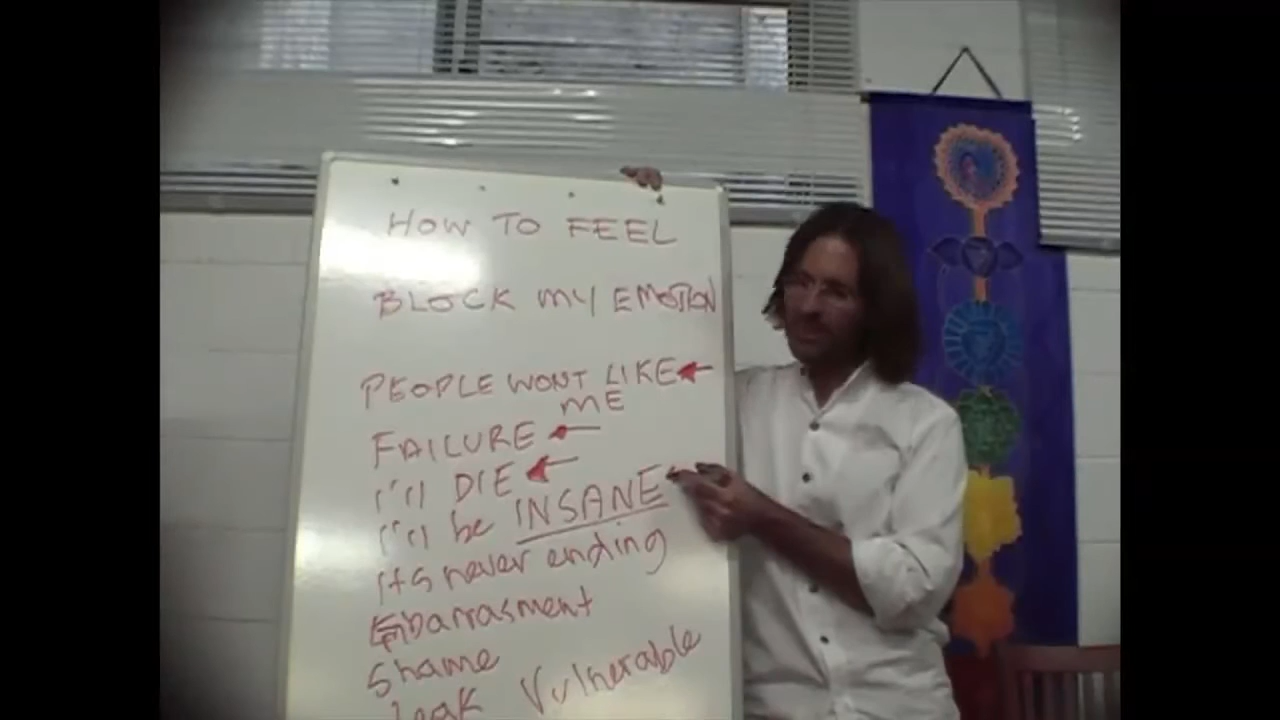 HOW TO FEEL
BLOCK MY EMOTION
PEOPLE WONT LIKE
ME
FAILURE
I'll DIE
I'll be INSANE
its never ending
Embarrasment
Shame
Vulnerable